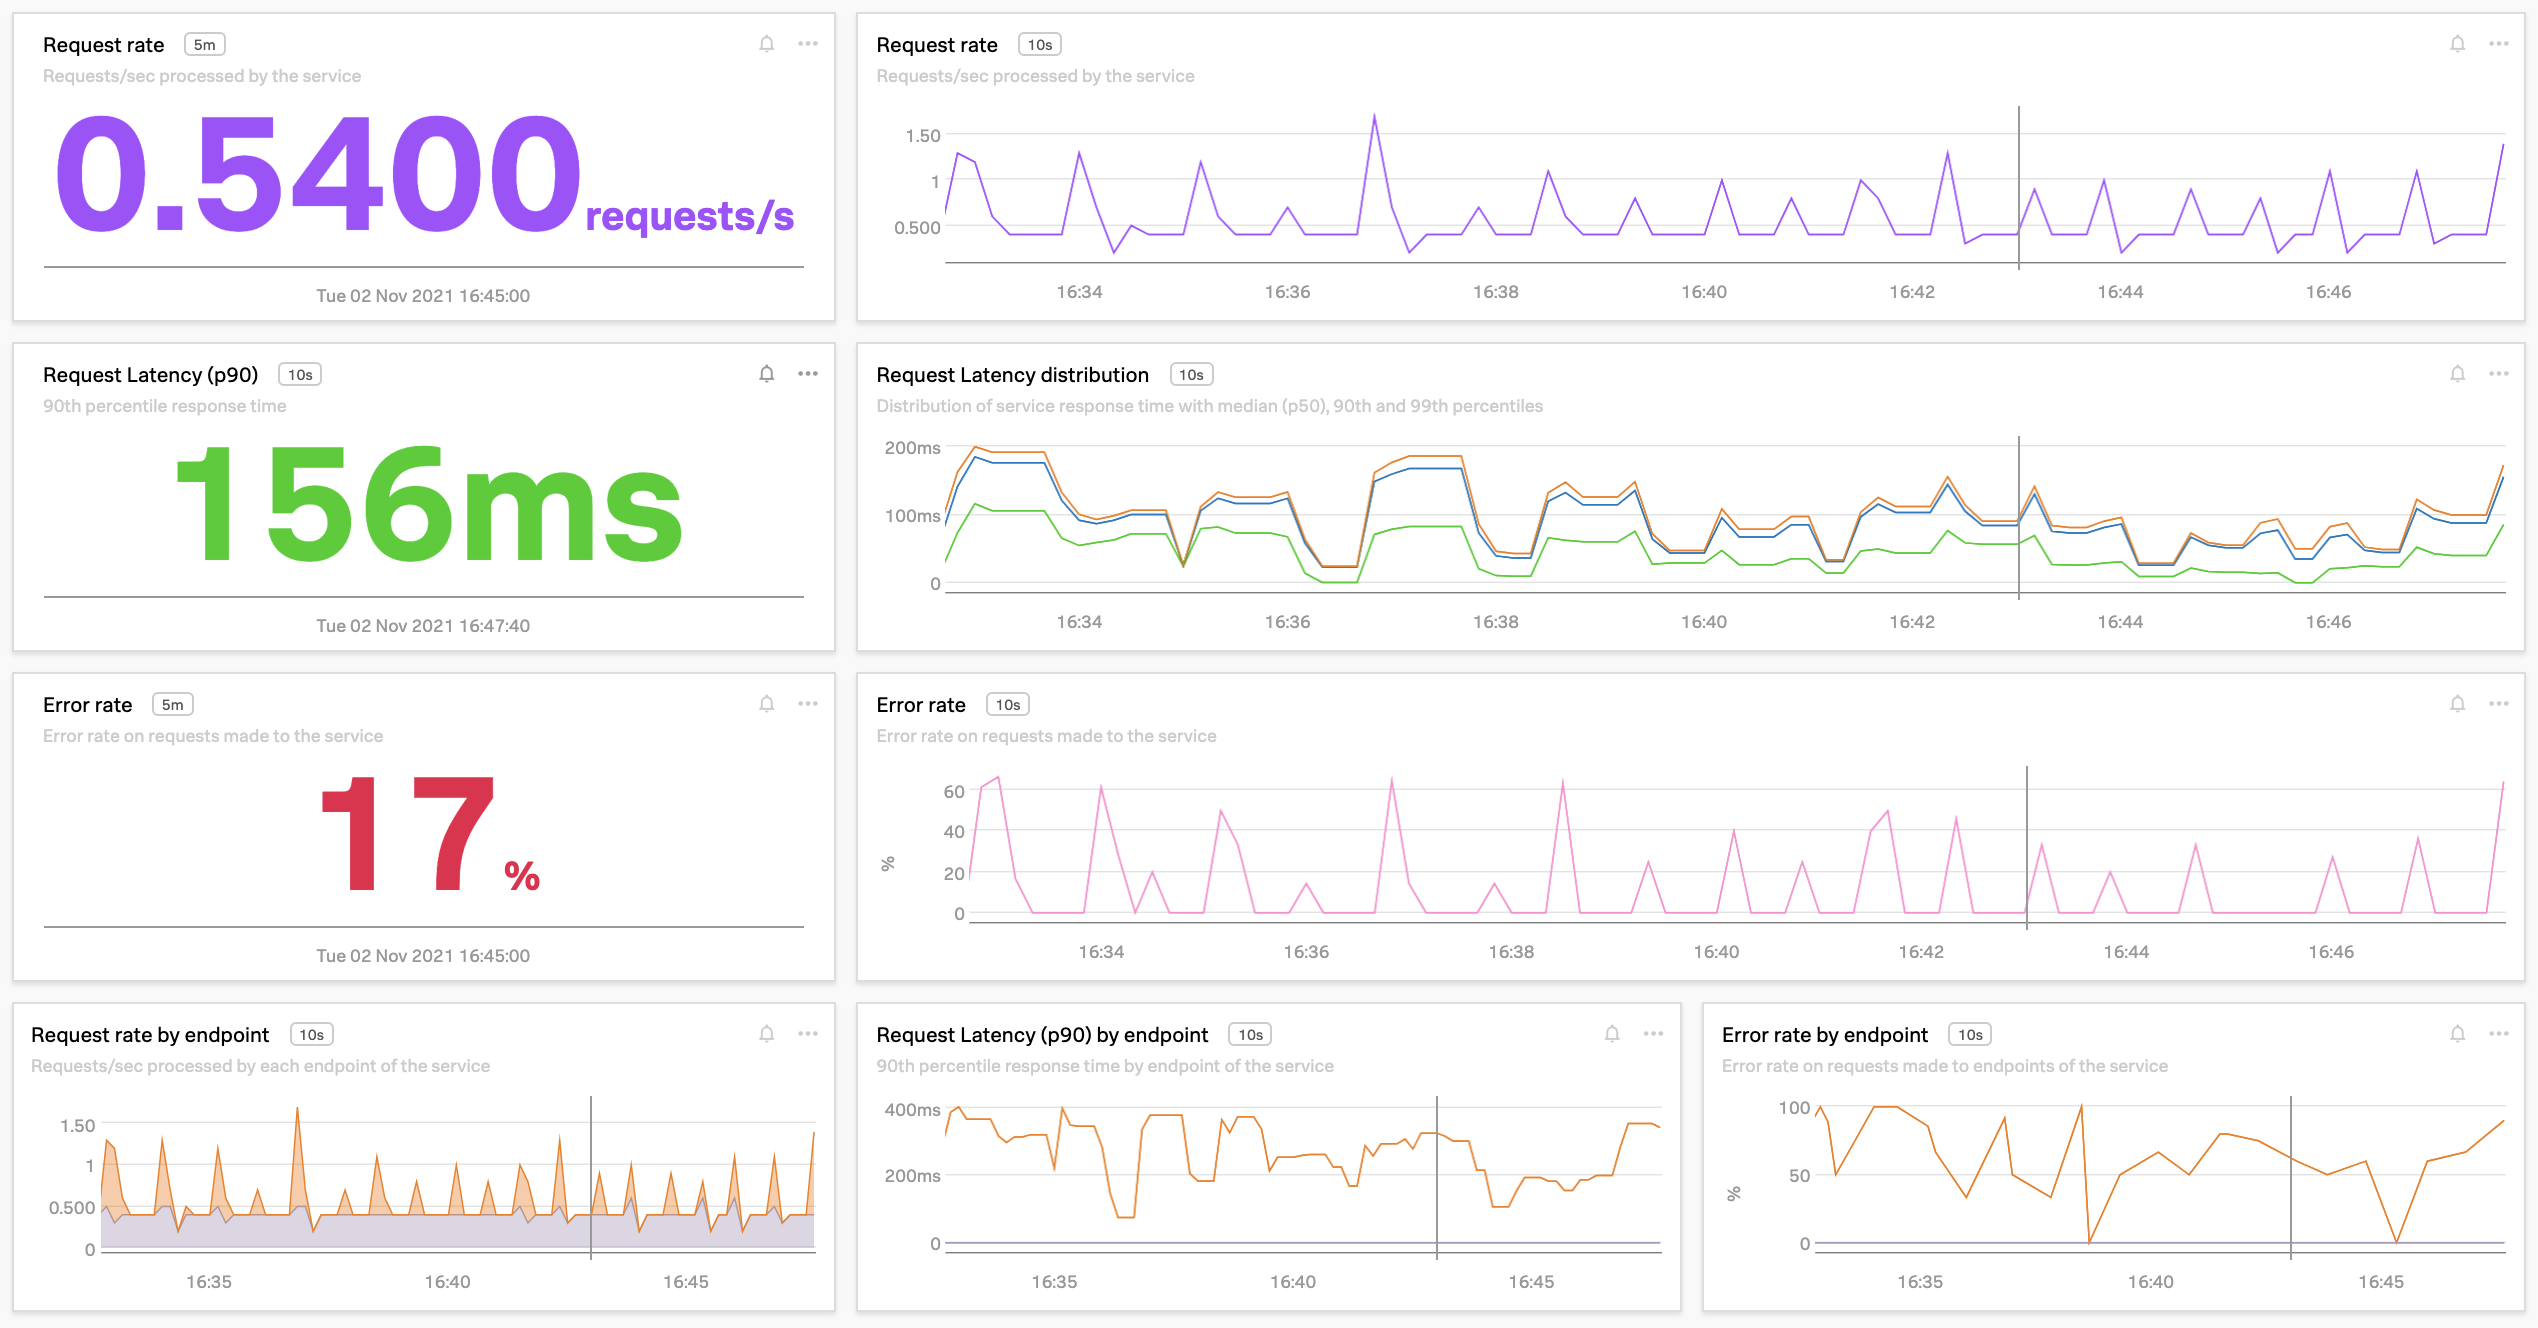 Request rate 5m
Requests/sec processed by the service
0.5400requests/s
Tue 02 Nov 2021 16:45:00
Request rate 10s
Requests/sec processed by the service
1.50
1
0.500
16:34 16:36 16:38 16:40 16:42 16:44 16:46
Request Latency (p90) 10s
90th percentile response time
156ms
Tue 02 Nov 2021 16:47:40
Request Latency distribution 10s
Distribution of service response time with median (p50), 90th and 99th percentiles
200ms
100ms
0
16:34 16:36 16:38 16:40 16:42 16:44 16:46
Error rate 5m
Error rate on requests made to the service
17%
Tue 02 Nov 2021 16:45:00
Error rate 10s
Error rate on requests made to the service
60
40
%
20
0
16:34 16:36 16:38 16:40 16:42 16:44 16:46
Request rate by endpoint 10s
Requests/sec processed by each endpoint of the service
1.50
1
0.500
0
16:35 16:40 16:45
Request Latency (p90) by endpoint 10s
90th percentile response time by endpoint of the service
400ms
200ms
0
16:35 16:40 16:45
Error rate by endpoint 10s
Error rate on requests made to endpoints of the service
100
50
%
0
16:35 16:40 16:45